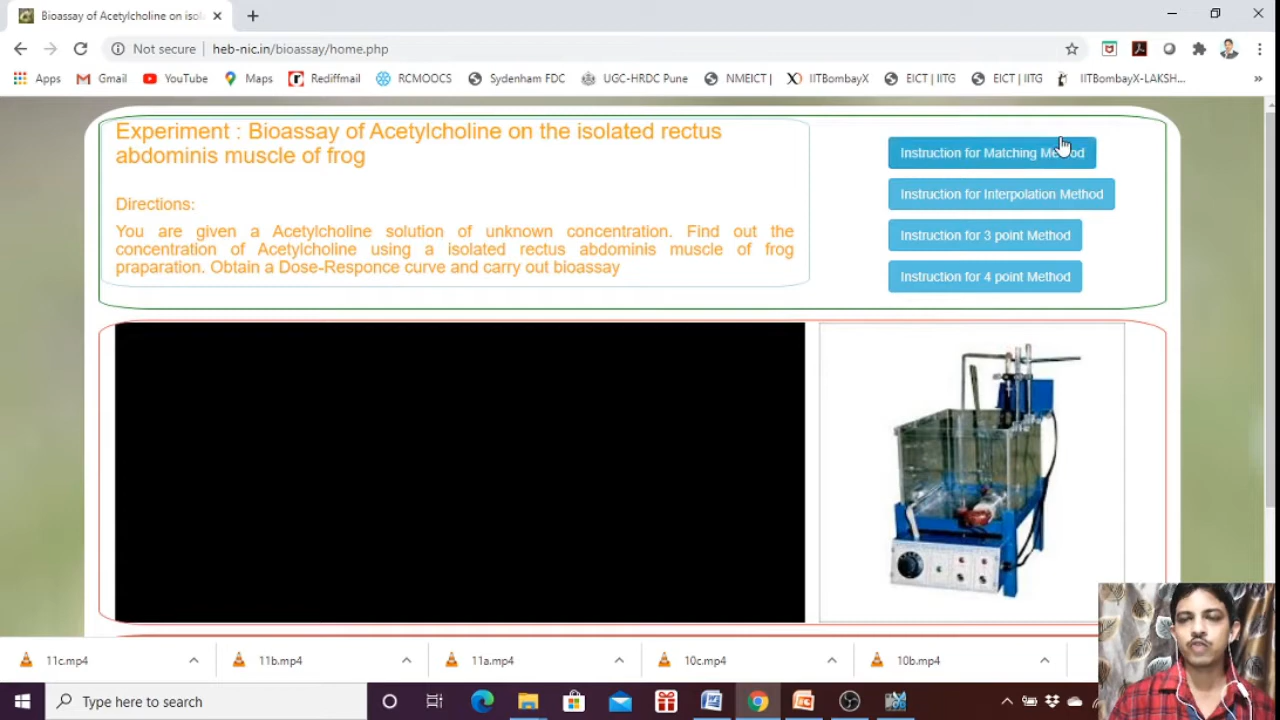 Bioassay of Acetylcholine on isol
Not secure | heb-nic.in/bioassay/home.php
Apps Gmail YouTube Maps Rediffmail RCMOOCS Sydenham FDC UGC-HRDC Pune NMEICT | IITBombayX EICT | IITG EICT | IITG IITBombayX-LAKSH... »
Experiment : Bioassay of Acetylcholine on the isolated rectus
abdominis muscle of frog
Directions:
You are given a Acetylcholine solution of unknown concentration. Find out the
concentration of Acetylcholine using a isolated rectus abdominis muscle of frog
praparation. Obtain a Dose-Responce curve and carry out bioassay
Instruction for Matching Method
Instruction for Interpolation Method
Instruction for 3 point Method
Instruction for 4 point Method
11c.mp4 11b.mp4 11a.mp4 10c.mp4 10b.mp4
Type here to search